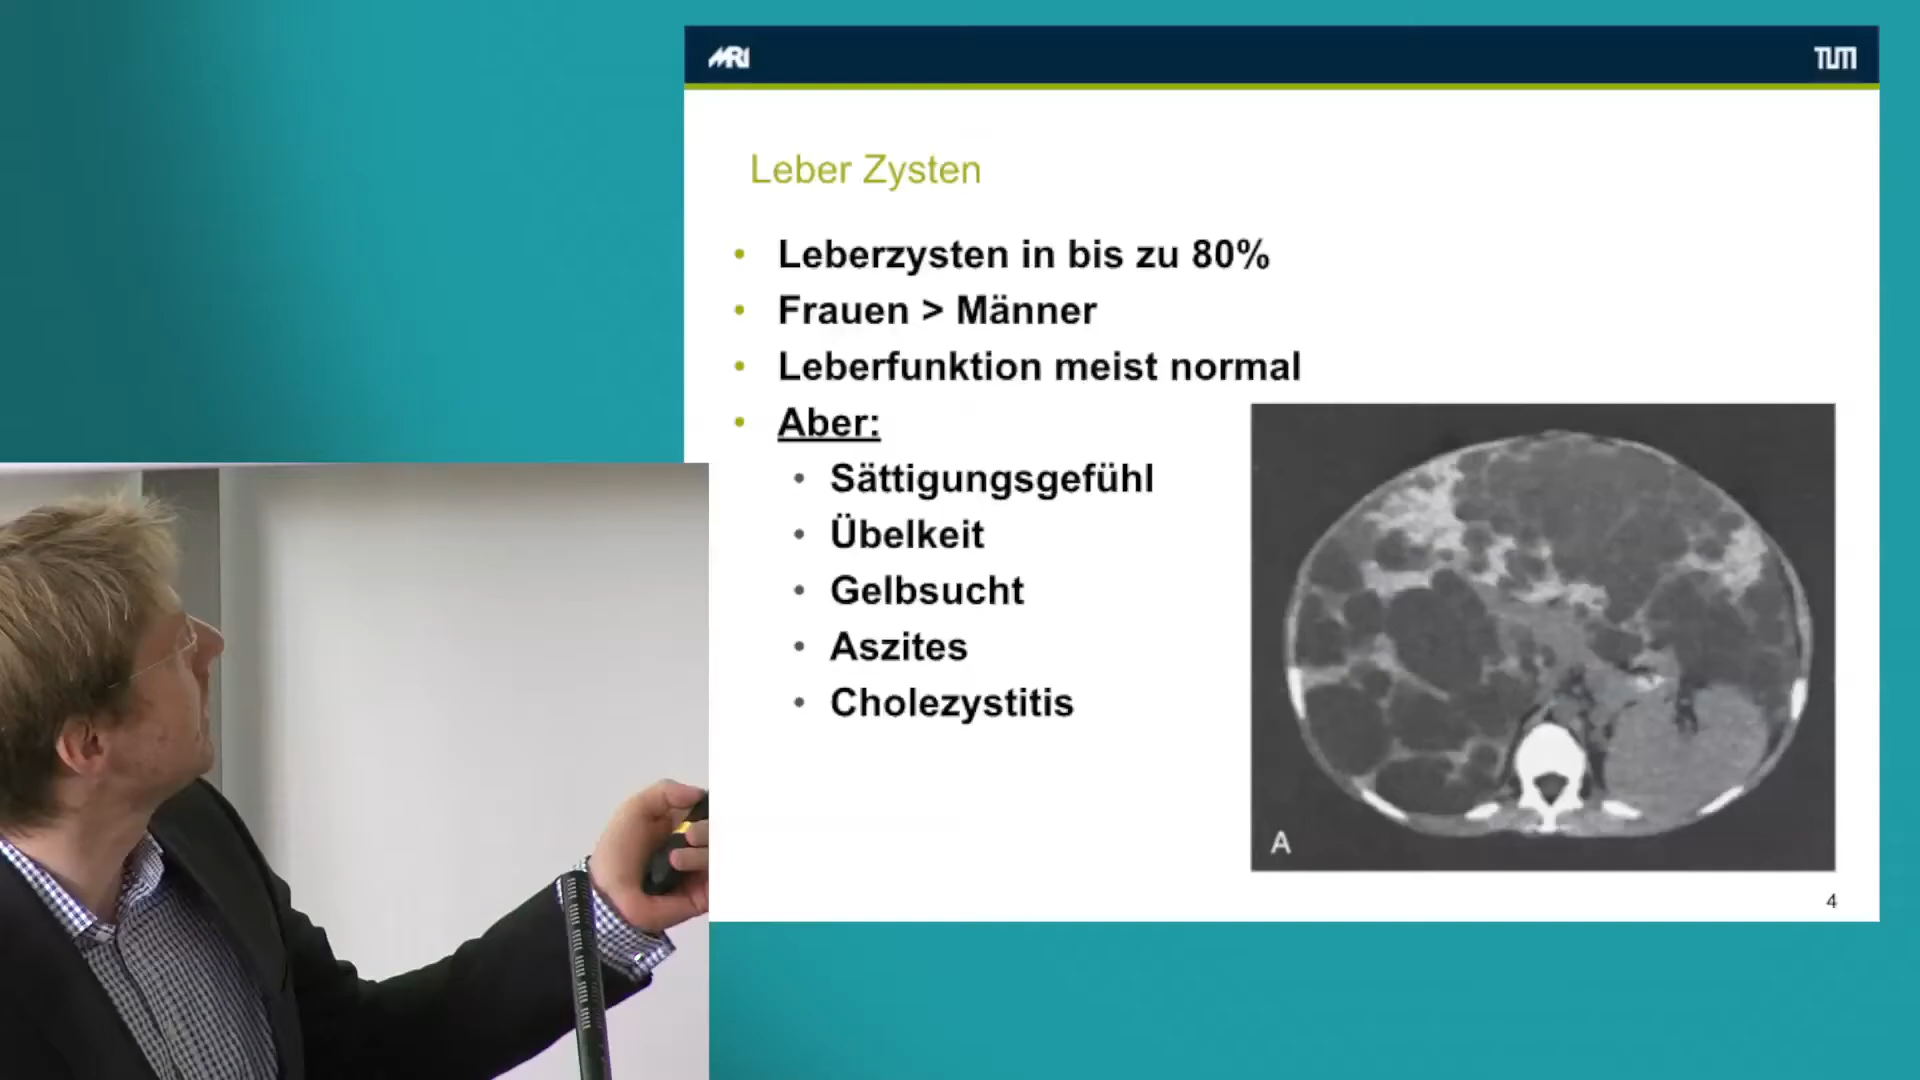 MRI
TUM
Leber Zysten
• Leberzysten in bis zu 80%
• Frauen > Männer
• Leberfunktion meist normal
• Aber:
• Sättigungsgefühl
• Übelkeit
• Gelbsucht
• Aszites
• Cholezystitis
A
4